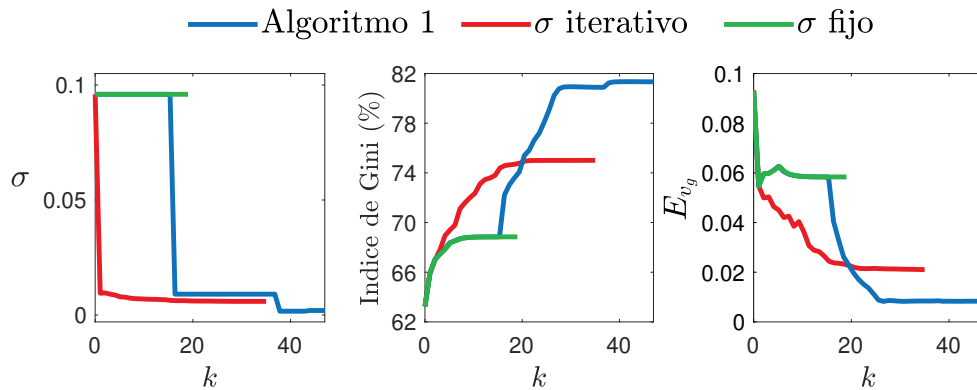 Algoritmo 1 σ iterativo σ fijo
σ
0.1
0.05
0
0 20 40
k
Indice de Gini (%)
82
78
74
70
66
62
0 20 40
k
E_{v_g}
0.1
0.08
0.06
0.04
0.02
0
0 20 40
k